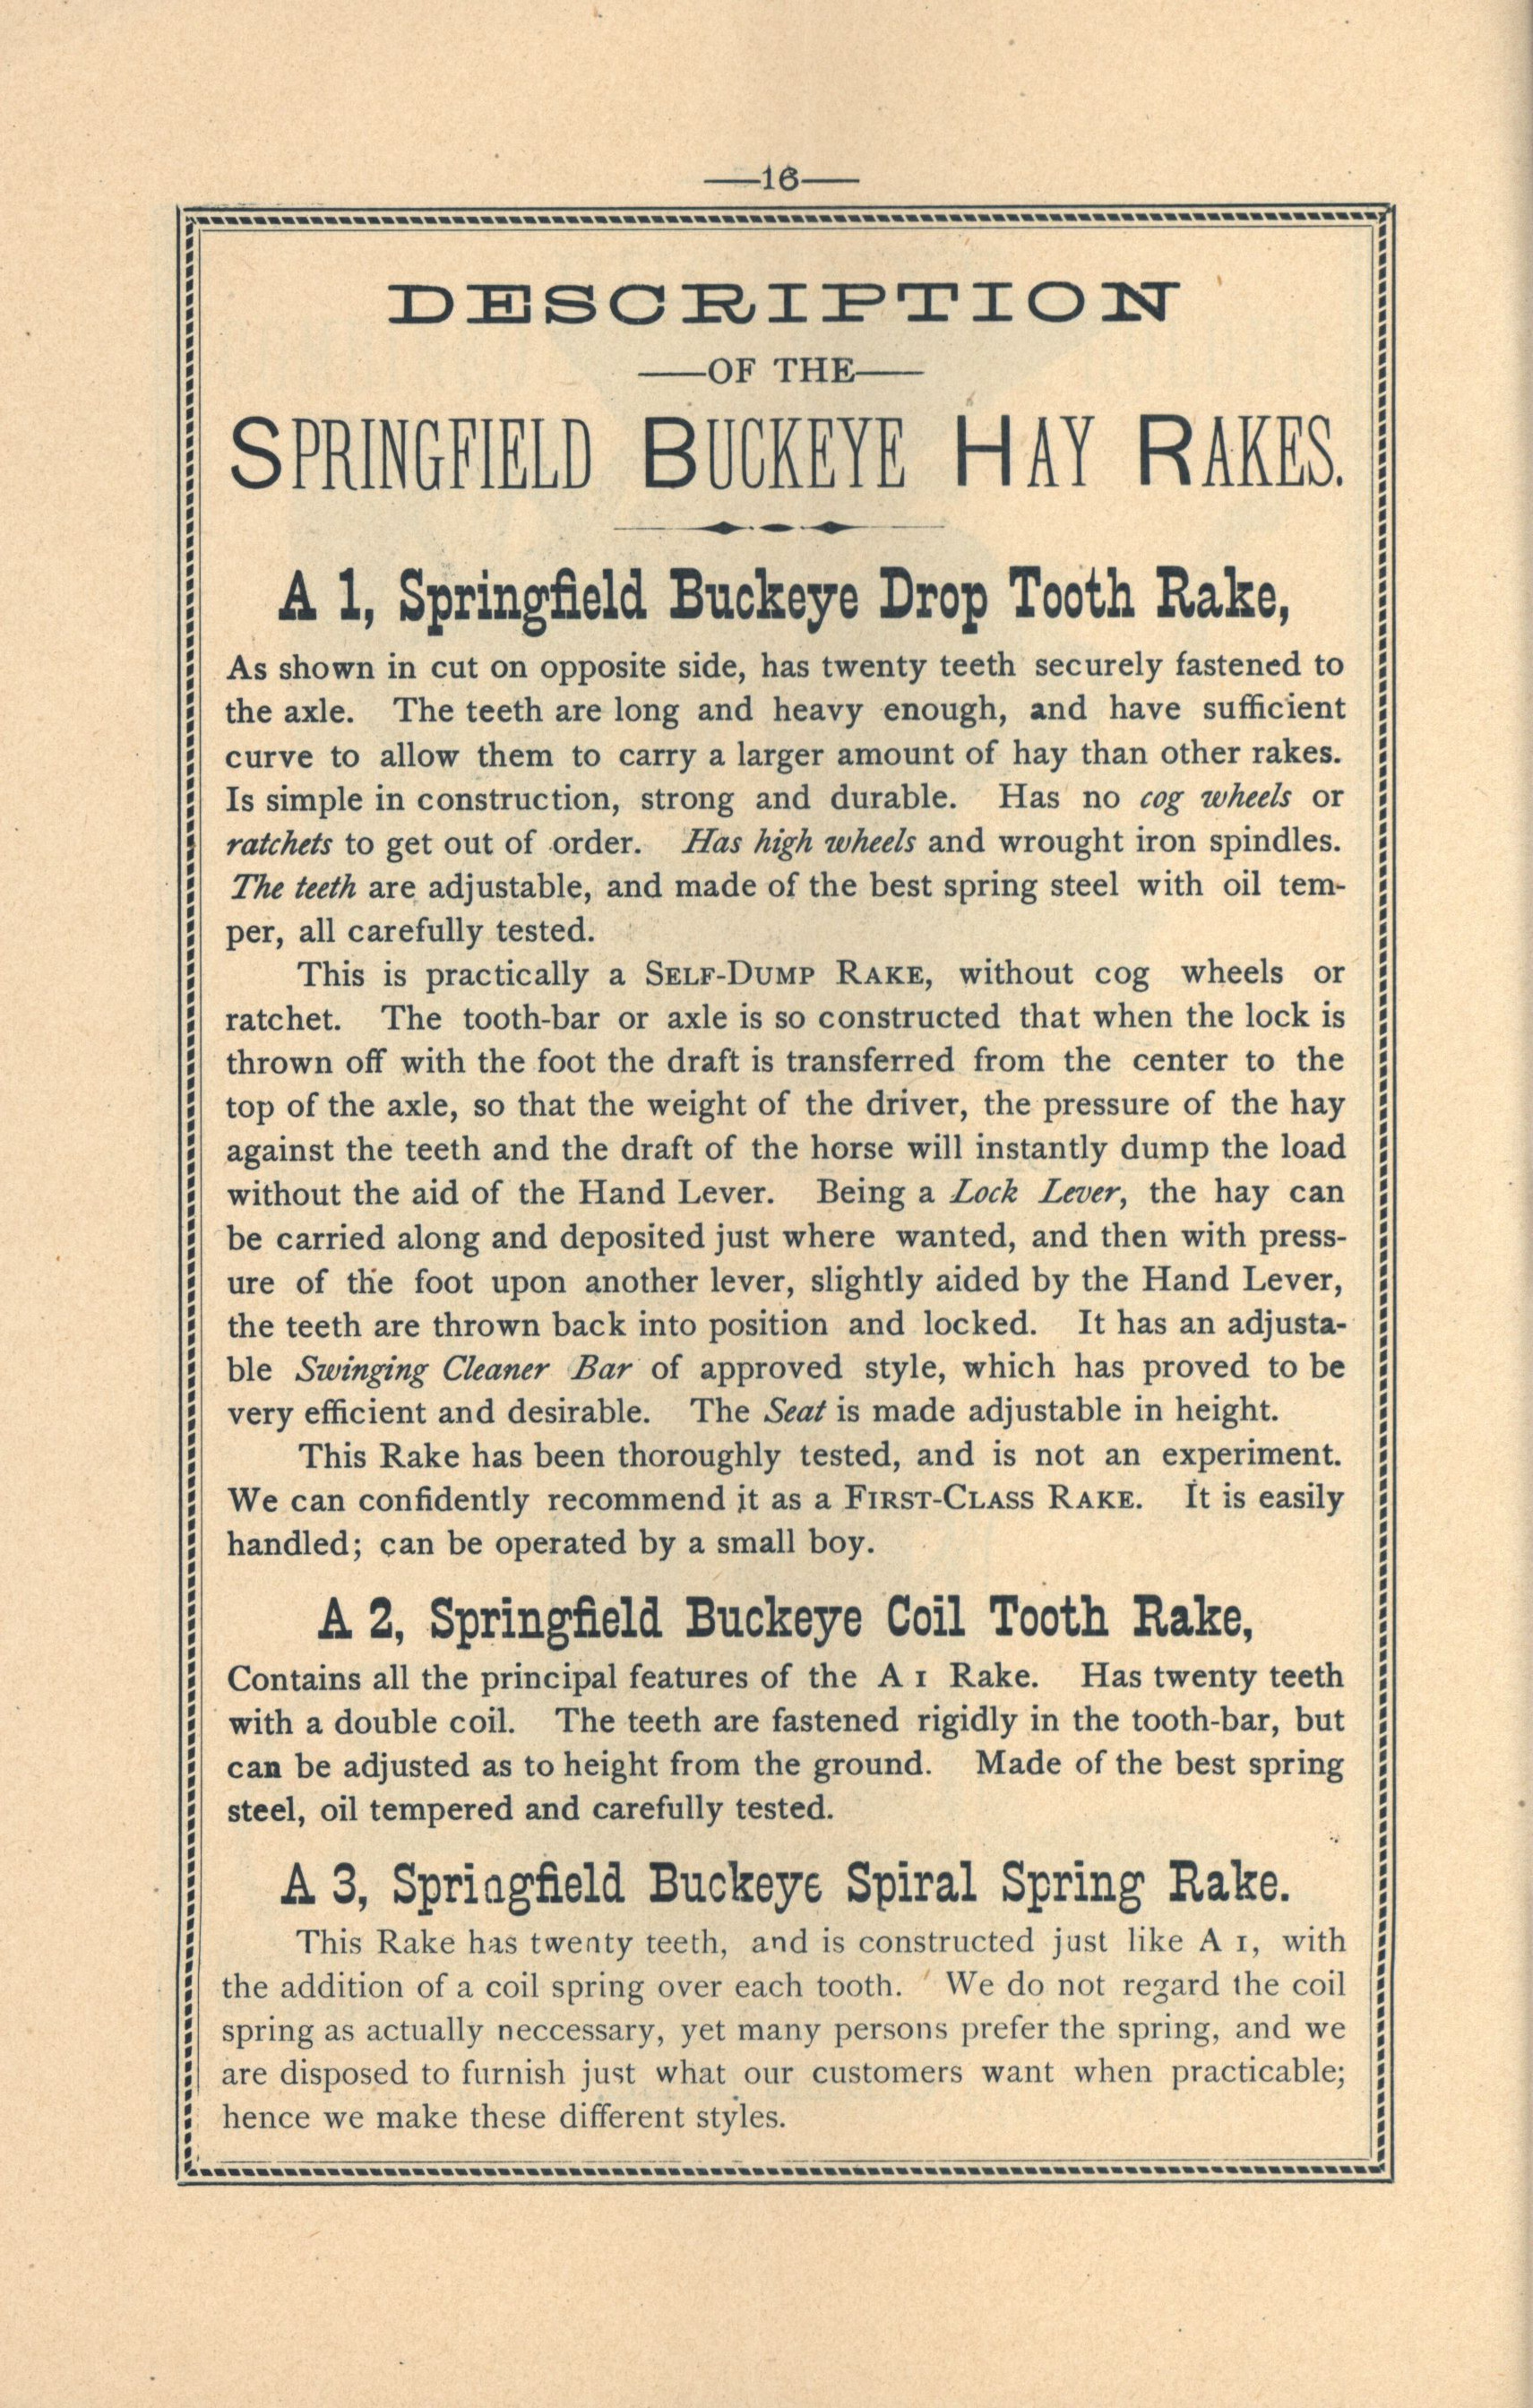 —16—
DESCRIPTION
—OF THE—
SPRINGFIELD BUCKEYE HAY RAKES.
A 1, Springfield Buckeye Drop Tooth Rake,
As shown in cut on opposite side, has twenty teeth securely fastened to
the axle. The teeth are long and heavy enough, and have sufficient
curve to allow them to carry a larger amount of hay than other rakes.
Is simple in construction, strong and durable. Has no cog wheels or
ratchets to get out of order. Has high wheels and wrought iron spindles.
The teeth are adjustable, and made of the best spring steel with oil tem-
per, all carefully tested.
This is practically a SELF-DUMP RAKE, without cog wheels or
ratchet. The tooth-bar or axle is so constructed that when the lock is
thrown off with the foot the draft is transferred from the center to the
top of the axle, so that the weight of the driver, the pressure of the hay
against the teeth and the draft of the horse will instantly dump the load
without the aid of the Hand Lever. Being a Lock Lever, the hay can
be carried along and deposited just where wanted, and then with press-
ure of the foot upon another lever, slightly aided by the Hand Lever,
the teeth are thrown back into position and locked. It has an adjusta-
ble Swinging Cleaner Bar of approved style, which has proved to be
very efficient and desirable. The Seat is made adjustable in height.
This Rake has been thoroughly tested, and is not an experiment.
We can confidently recommend it as a FIRST-CLASS RAKE. It is easily
handled; can be operated by a small boy.
A 2, Springfield Buckeye Coil Tooth Rake,
Contains all the principal features of the A 1 Rake. Has twenty teeth
with a double coil. The teeth are fastened rigidly in the tooth-bar, but
can be adjusted as to height from the ground. Made of the best spring
steel, oil tempered and carefully tested.
A 3, Springfield Buckeye Spiral Spring Rake.
This Rake has twenty teeth, and is constructed just like A 1, with
the addition of a coil spring over each tooth. We do not regard the coil
spring as actually neccessary, yet many persons prefer the spring, and we
are disposed to furnish just what our customers want when practicable;
hence we make these different styles.